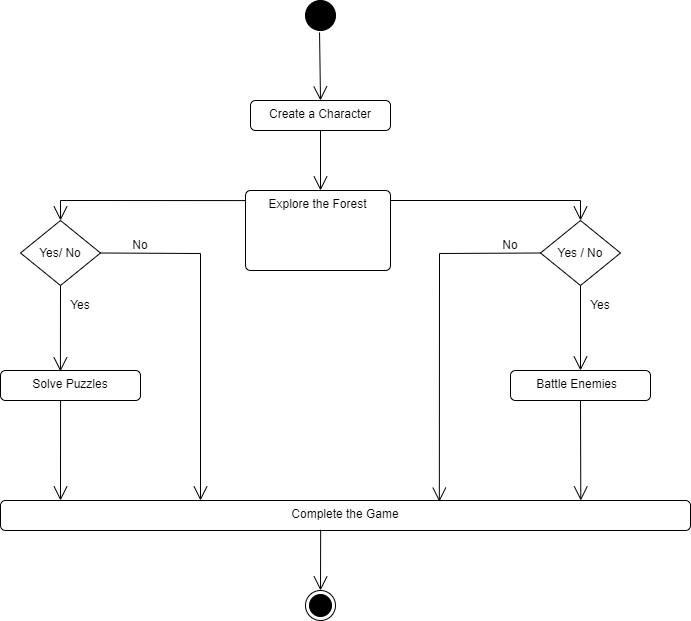 Create a Character
Explore the Forest
Yes/ No
No
No
Yes / No
Yes
Yes
Solve Puzzles
Battle Enemies
Complete the Game